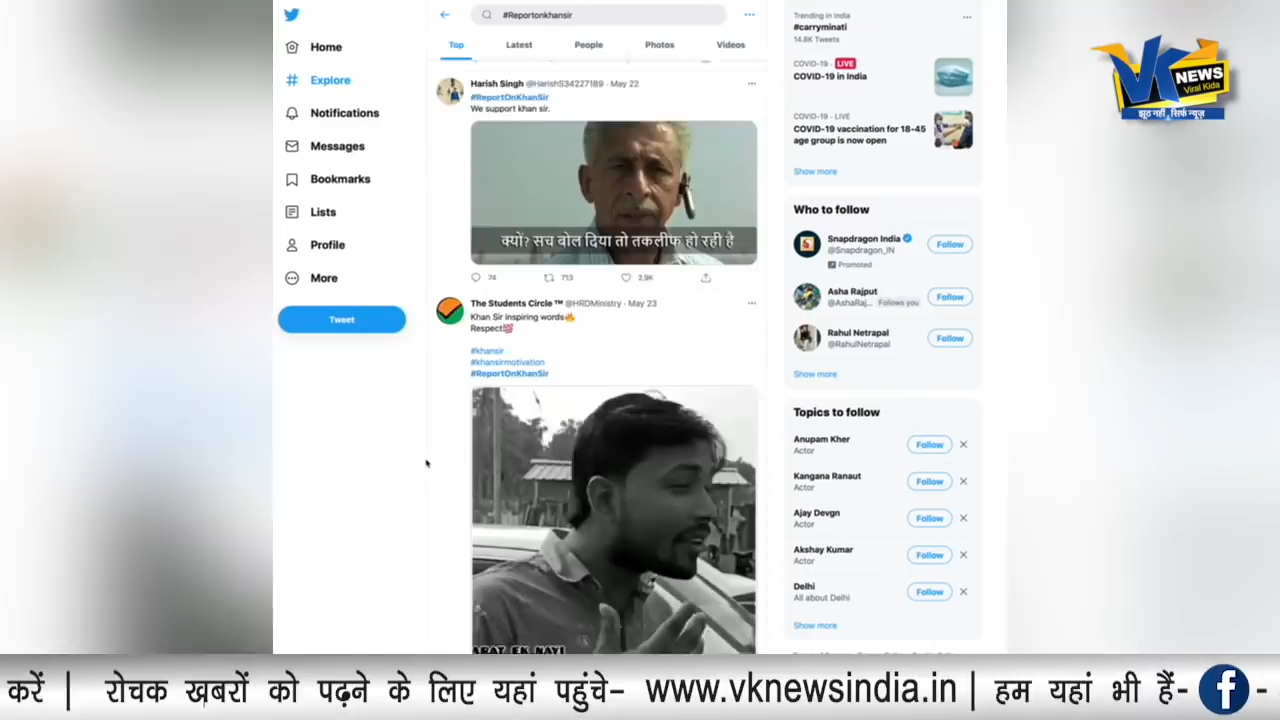 #Reportonkhansir
Top
Latest
People
Photos
Videos
Home
Explore
Notifications
Messages
Bookmarks
Lists
Profile
More
Tweet
Harish Singh @HarishS34227189 · May 22
#ReportOnKhanSir
We support khan sir.
क्यों? सच बोल दिया तो तकलीफ हो रही है
74
713
2.9K
The Students Circle ™ @HRDMinistry · May 23
Khan Sir inspiring words🔥
Respect💯
#khansir
#khansirmotivation
#ReportOnKhanSir
Trending in India
#carryminati
14.8K Tweets
COVID-19 · LIVE
COVID-19 in India
COVID-19 · LIVE
COVID-19 vaccination for 18-45
age group is now open
Show more
Who to follow
Snapdragon India
@Snapdragon_IN
Promoted
Follow
Asha Rajput
@AshaRaj... Follows you
Follow
Rahul Netrapal
@RahulNetrapal
Follow
Show more
Topics to follow
Anupam Kher
Actor
Follow
Kangana Ranaut
Actor
Follow
Ajay Devgn
Actor
Follow
Akshay Kumar
Actor
Follow
Delhi
All about Delhi
Follow
Show more
VK NEWS
Viral Kida
झूठ नहीं, सिर्फ न्यूज़
करें | रोचक ख़बरों को पढ़ने के लिए यहां पहुंचे– www.vknewsindia.in | हम यहां भी हैं- f -